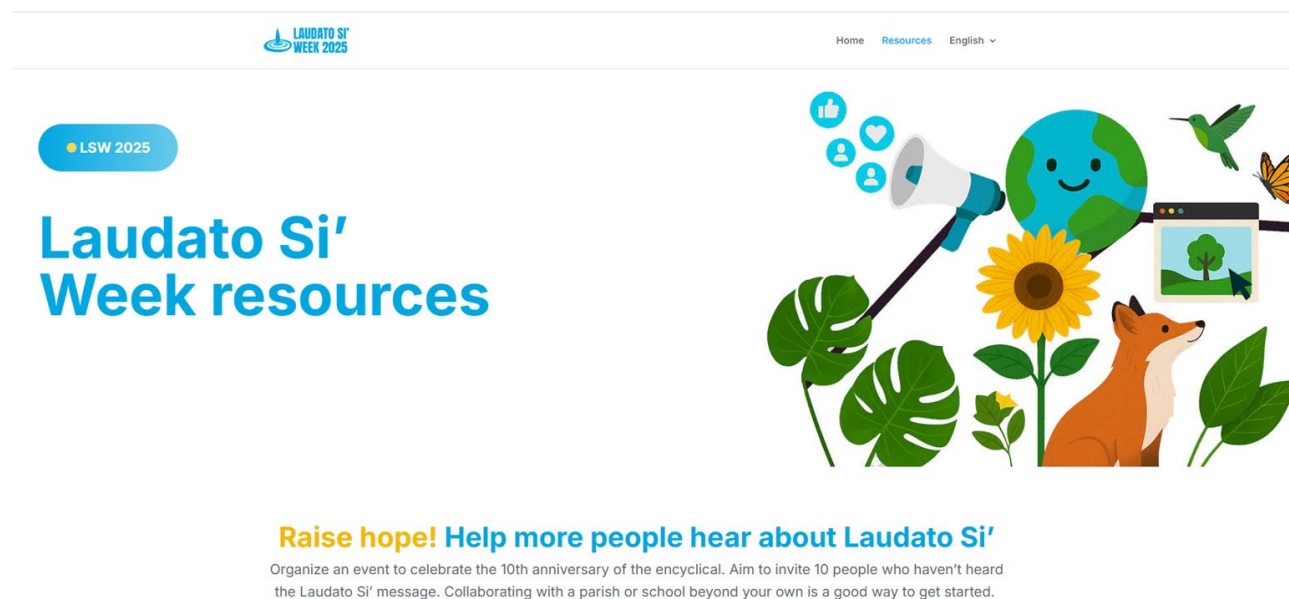 LAUDATO SI'
WEEK 2025
Home Resources English
LSW 2025
Laudato Si’
Week resources
Raise hope! Help more people hear about Laudato Si’
Organize an event to celebrate the 10th anniversary of the encyclical. Aim to invite 10 people who haven’t heard
the Laudato Si’ message. Collaborating with a parish or school beyond your own is a good way to get started.